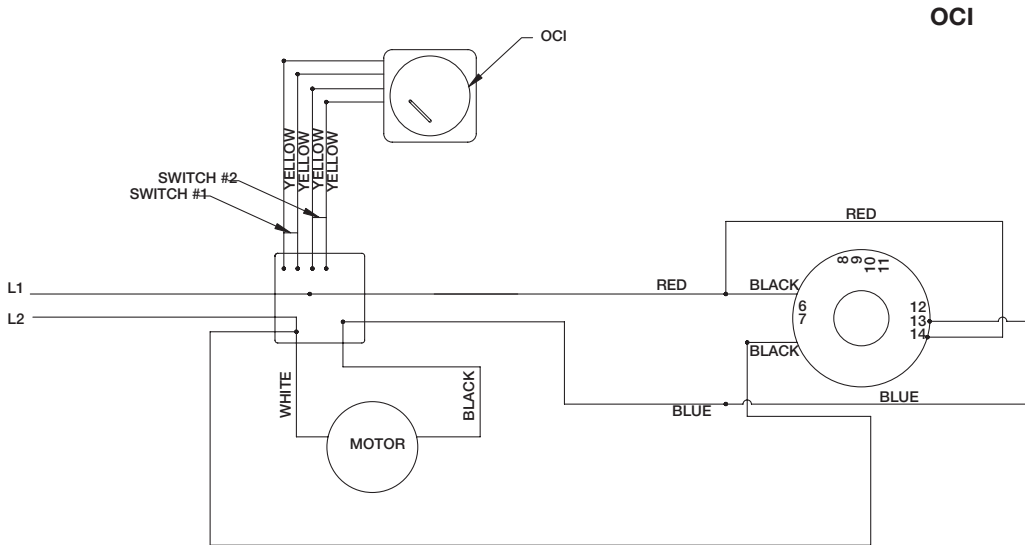 OCI
OCI
YELLOW
YELLOW
YELLOW
YELLOW
SWITCH #2
SWITCH #1
RED
8
9
10
11
L1
RED
BLACK
6
7
12
13
14
L2
BLACK
WHITE
BLACK
BLUE
BLUE
MOTOR